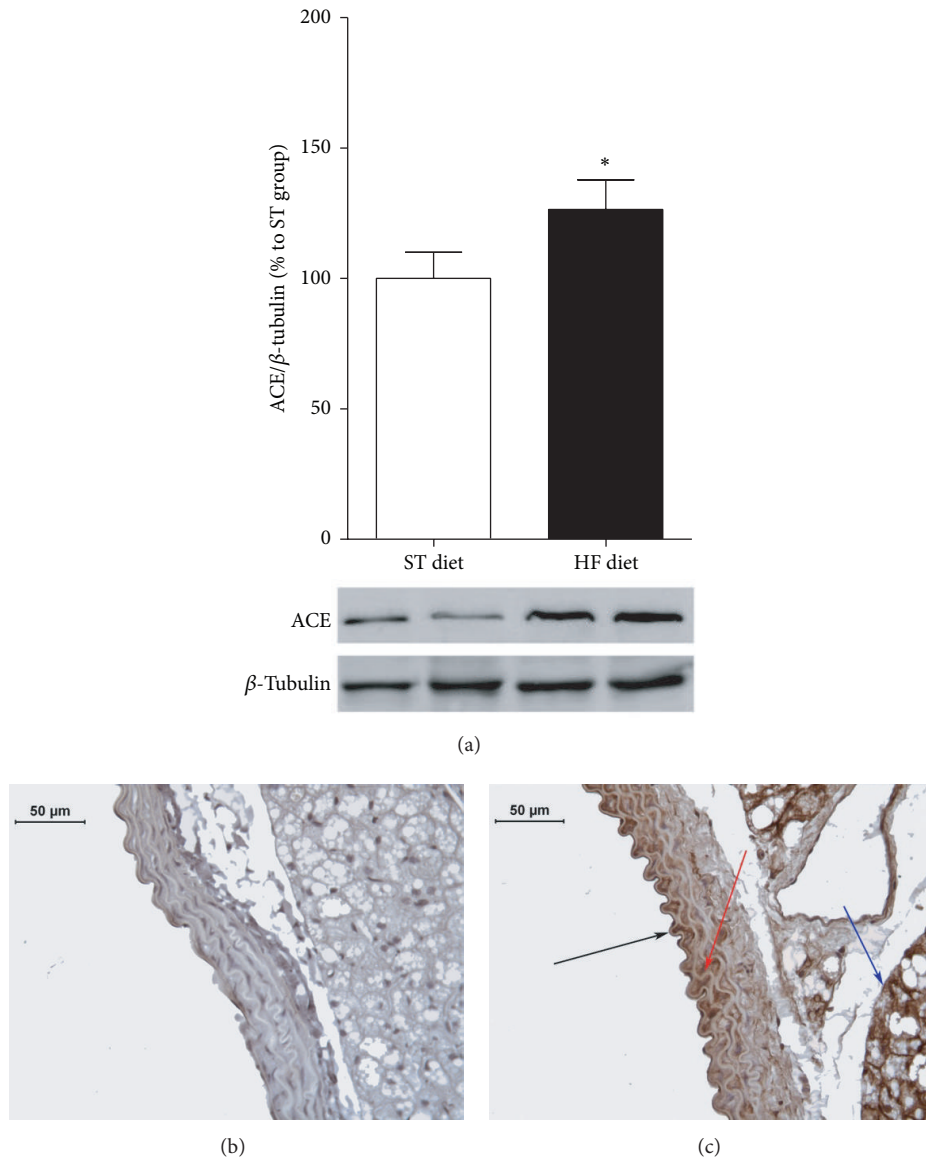 200
150
100
50
0
ACE/β-tubulin (% to ST group)
*
ST diet
HF diet
ACE
β-Tubulin
(a)
50 µm
50 µm
(b)
(c)